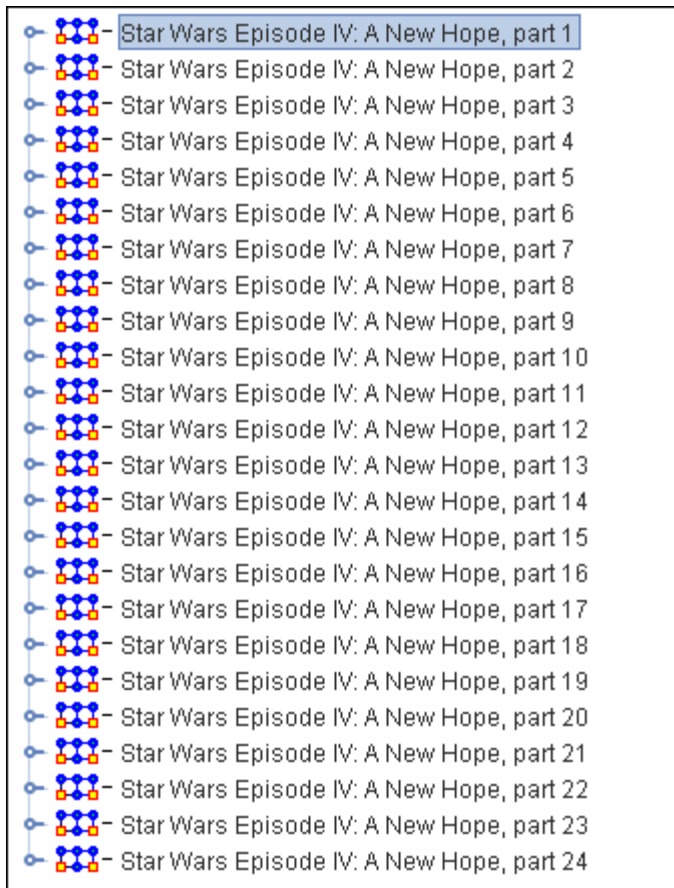 Star Wars Episode IV: A New Hope, part 1
Star Wars Episode IV: A New Hope, part 2
Star Wars Episode IV: A New Hope, part 3
Star Wars Episode IV: A New Hope, part 4
Star Wars Episode IV: A New Hope, part 5
Star Wars Episode IV: A New Hope, part 6
Star Wars Episode IV: A New Hope, part 7
Star Wars Episode IV: A New Hope, part 8
Star Wars Episode IV: A New Hope, part 9
Star Wars Episode IV: A New Hope, part 10
Star Wars Episode IV: A New Hope, part 11
Star Wars Episode IV: A New Hope, part 12
Star Wars Episode IV: A New Hope, part 13
Star Wars Episode IV: A New Hope, part 14
Star Wars Episode IV: A New Hope, part 15
Star Wars Episode IV: A New Hope, part 16
Star Wars Episode IV: A New Hope, part 17
Star Wars Episode IV: A New Hope, part 18
Star Wars Episode IV: A New Hope, part 19
Star Wars Episode IV: A New Hope, part 20
Star Wars Episode IV: A New Hope, part 21
Star Wars Episode IV: A New Hope, part 22
Star Wars Episode IV: A New Hope, part 23
Star Wars Episode IV: A New Hope, part 24